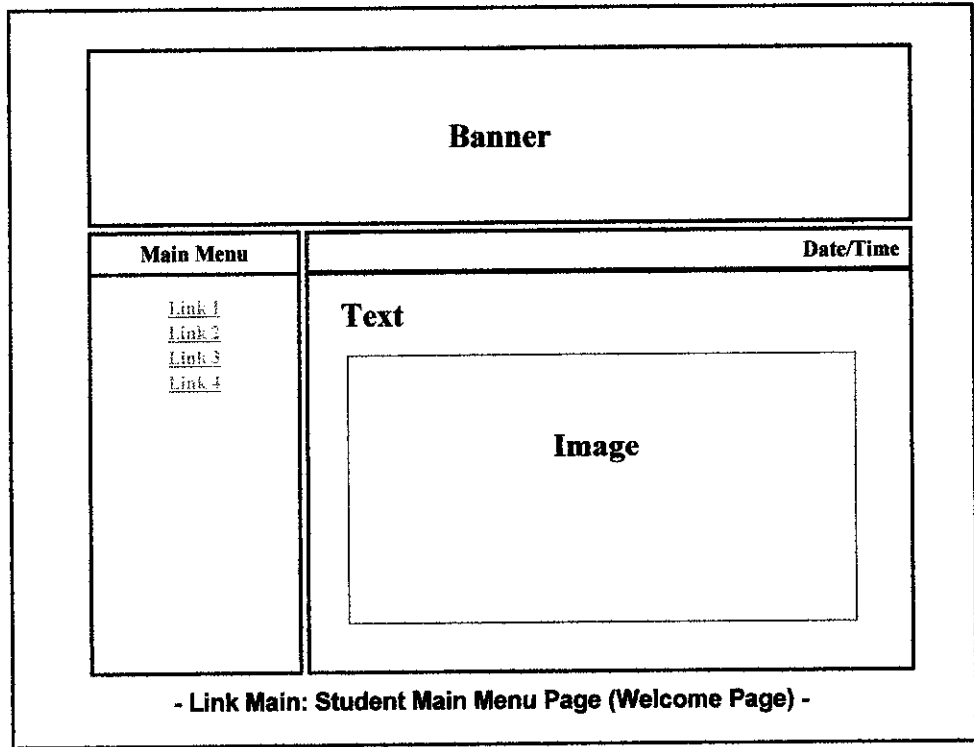 Banner
Main Menu
Date/Time
Link 1
Link 2
Link 3
Link 4
Text
Image
- Link Main: Student Main Menu Page (Welcome Page) -